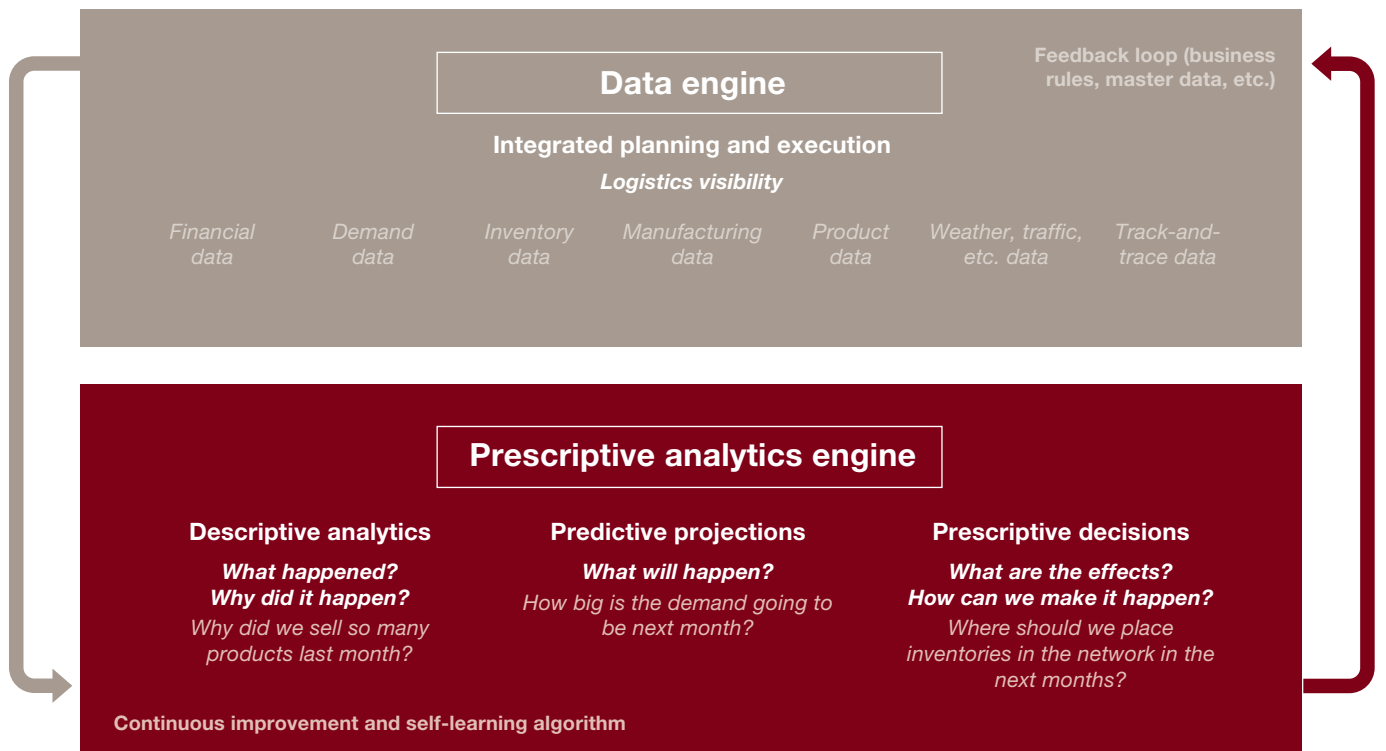 Feedback loop (business
rules, master data, etc.)
Data engine
Integrated planning and execution
Logistics visibility
Financial
data
Demand
data
Inventory
data
Manufacturing
data
Product
data
Weather, traffic,
etc. data
Track-and-
trace data
Prescriptive analytics engine
Descriptive analytics
What happened?
Why did it happen?
Why did we sell so many
products last month?
Predictive projections
What will happen?
How big is the demand going to
be next month?
Prescriptive decisions
What are the effects?
How can we make it happen?
Where should we place
inventories in the network in the
next months?
Continuous improvement and self-learning algorithm